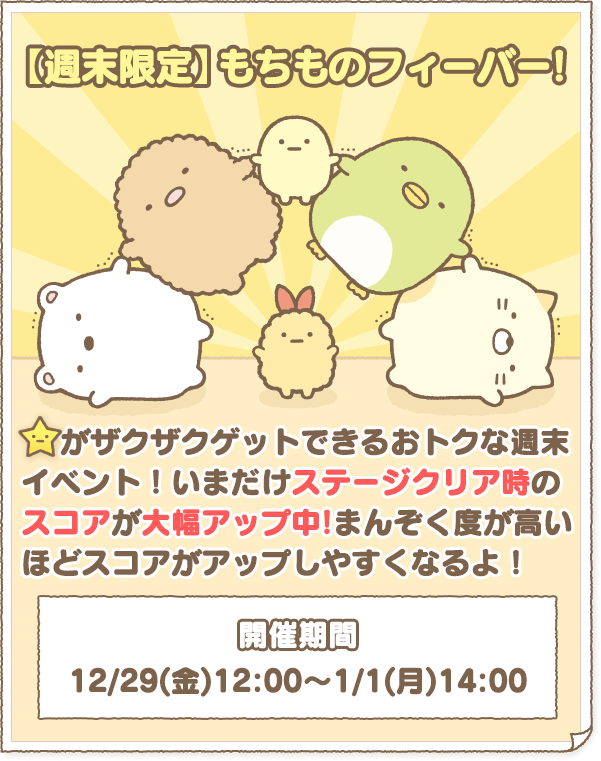 【週末限定】もちものフィーバー!
がザクザクゲットできるおトクな週末
イベント！いまだけステージクリア時の
スコアが大幅アップ中!まんぞく度が高い
ほどスコアがアップしやすくなるよ！
開催期間
12/29(金)12:00～1/1(月)14:00